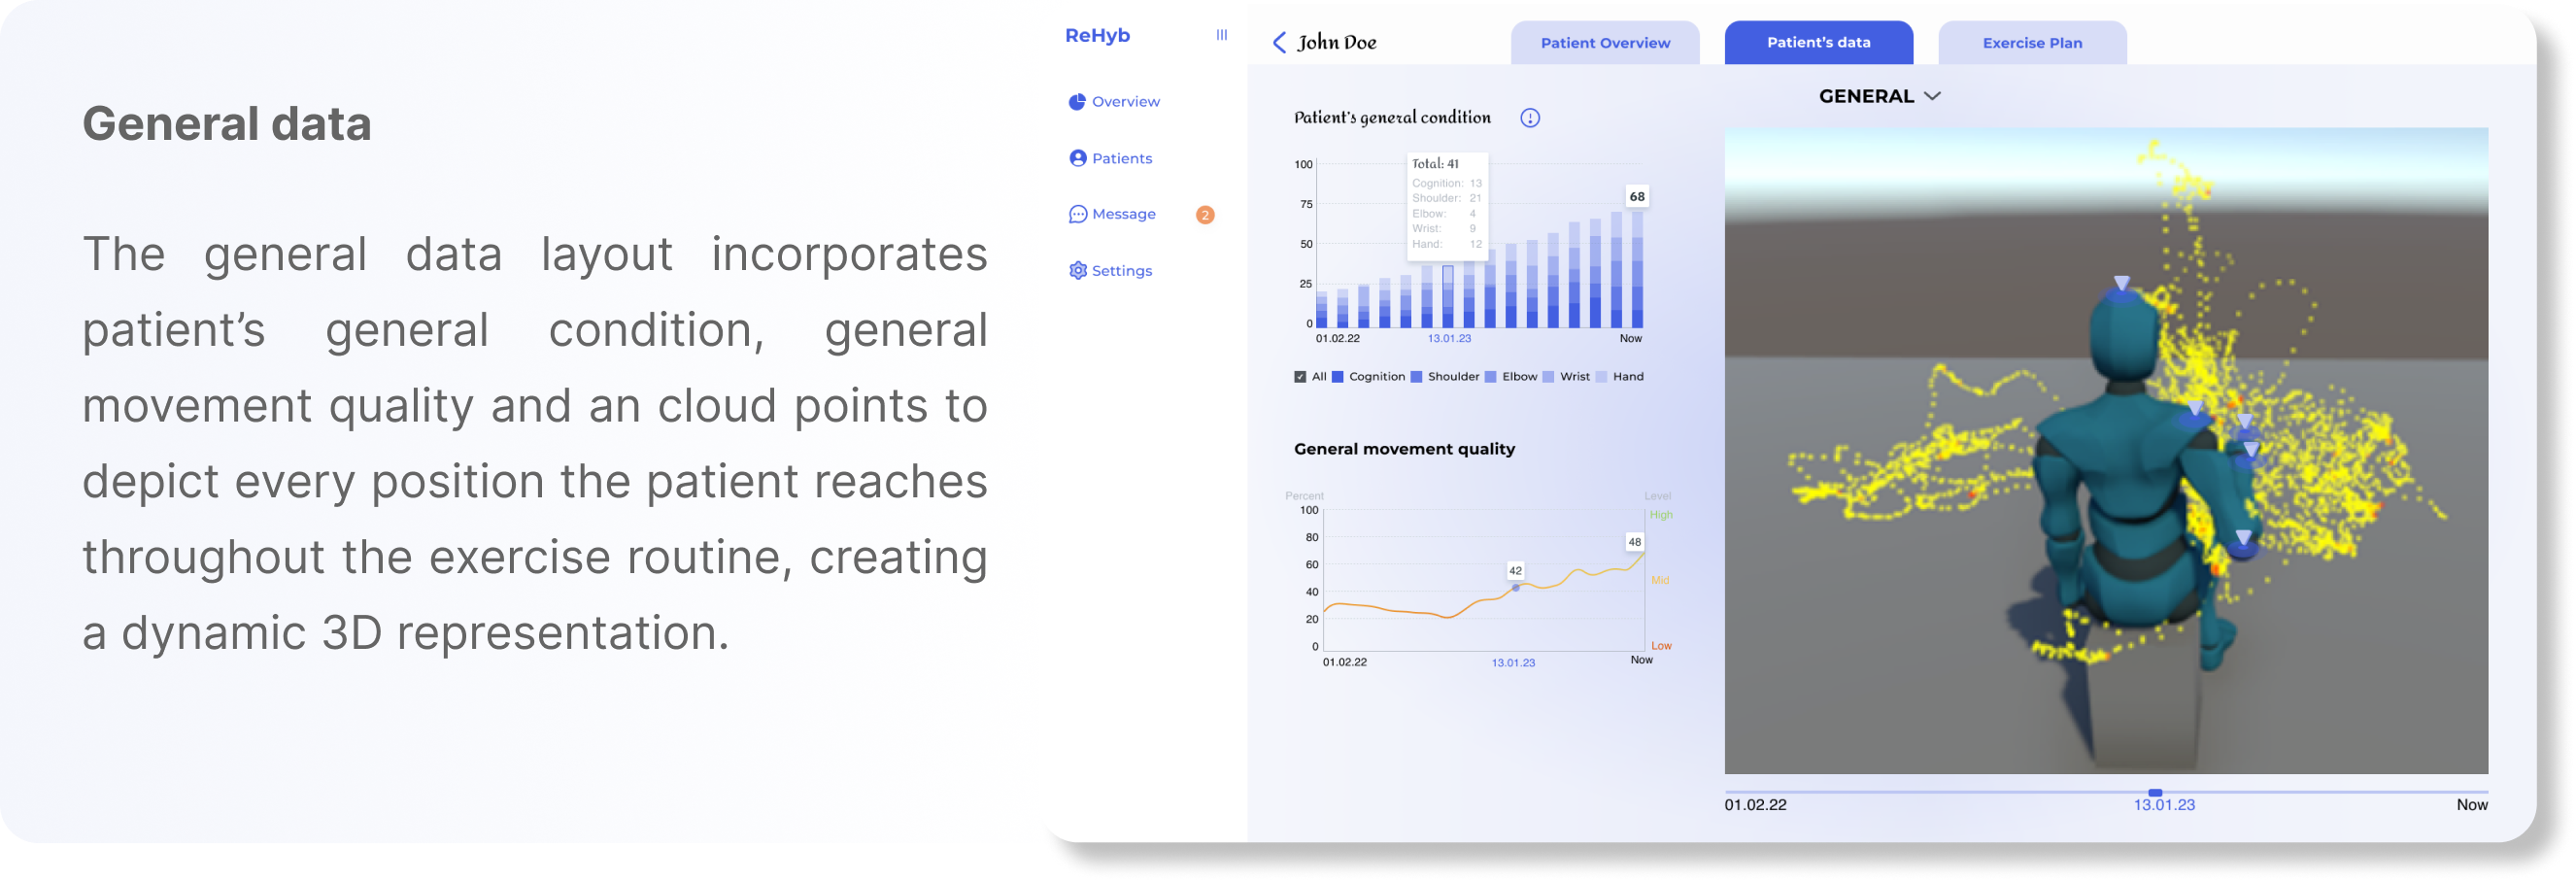 General data
The general data layout incorporates
patient’s general condition, general
movement quality and an cloud points to
depict every position the patient reaches
throughout the exercise routine, creating
a dynamic 3D representation.
ReHyb
Overview
Patients
Message 2
Settings
John Doe
Patient Overview
Patient’s data
Exercise Plan
Patient’s general condition
100
75
50
25
0
Total: 41
Cognition: 13
Shoulder: 21
Elbow: 4
Wrist: 9
Hand: 12
68
01.02.22 13.01.23 Now
All Cognition Shoulder Elbow Wrist Hand
General movement quality
Percent Level
100
80
60
40
20
0
High
Mid
Low
42
48
01.02.22 13.01.23 Now
GENERAL
01.02.22 13.01.23 Now